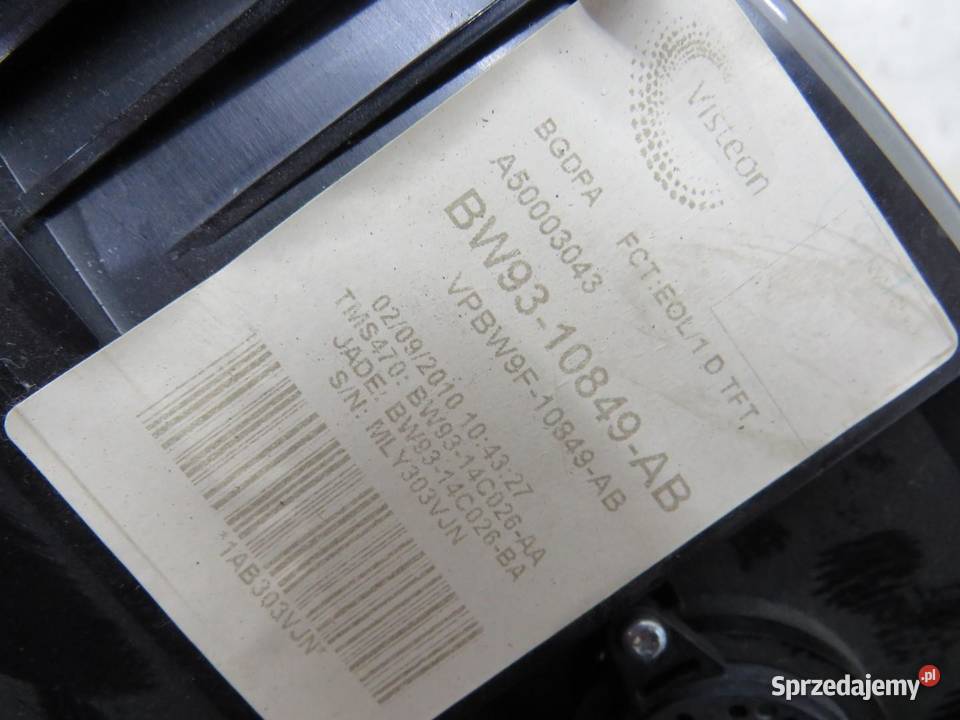 visteon
BGDPA FCT:EOL/1 D TFT,
A50003043
BW93-10849-AB
VPBW9F-10849-AB
02/09/2010 10:43:27
TMS470: BW93-14C026-AA
JADE: BW93-14C026-BA
S/N: MLY303VJN
*1AB303VJN*
Sprzedajemy.pl